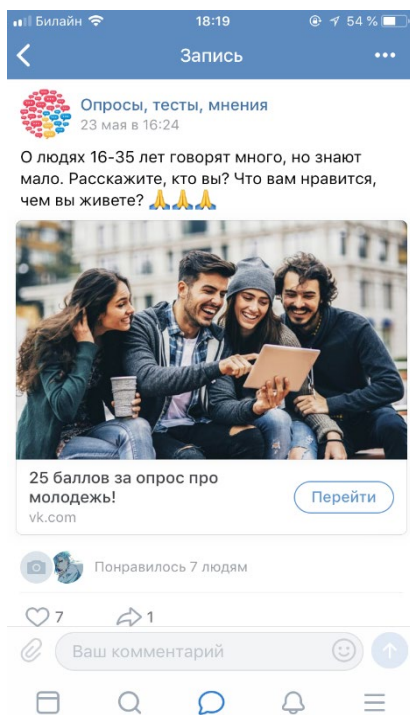 Билайн 18:19 54 %
Запись
Опросы, тесты, мнения
23 мая в 16:24
О людях 16-35 лет говорят много, но знают
мало. Расскажите, кто вы? Что вам нравится,
чем вы живете? 🙏🙏🙏
25 баллов за опрос про
молодежь!
Перейти
vk.com
Понравилось 7 людям
7 1
Ваш комментарий